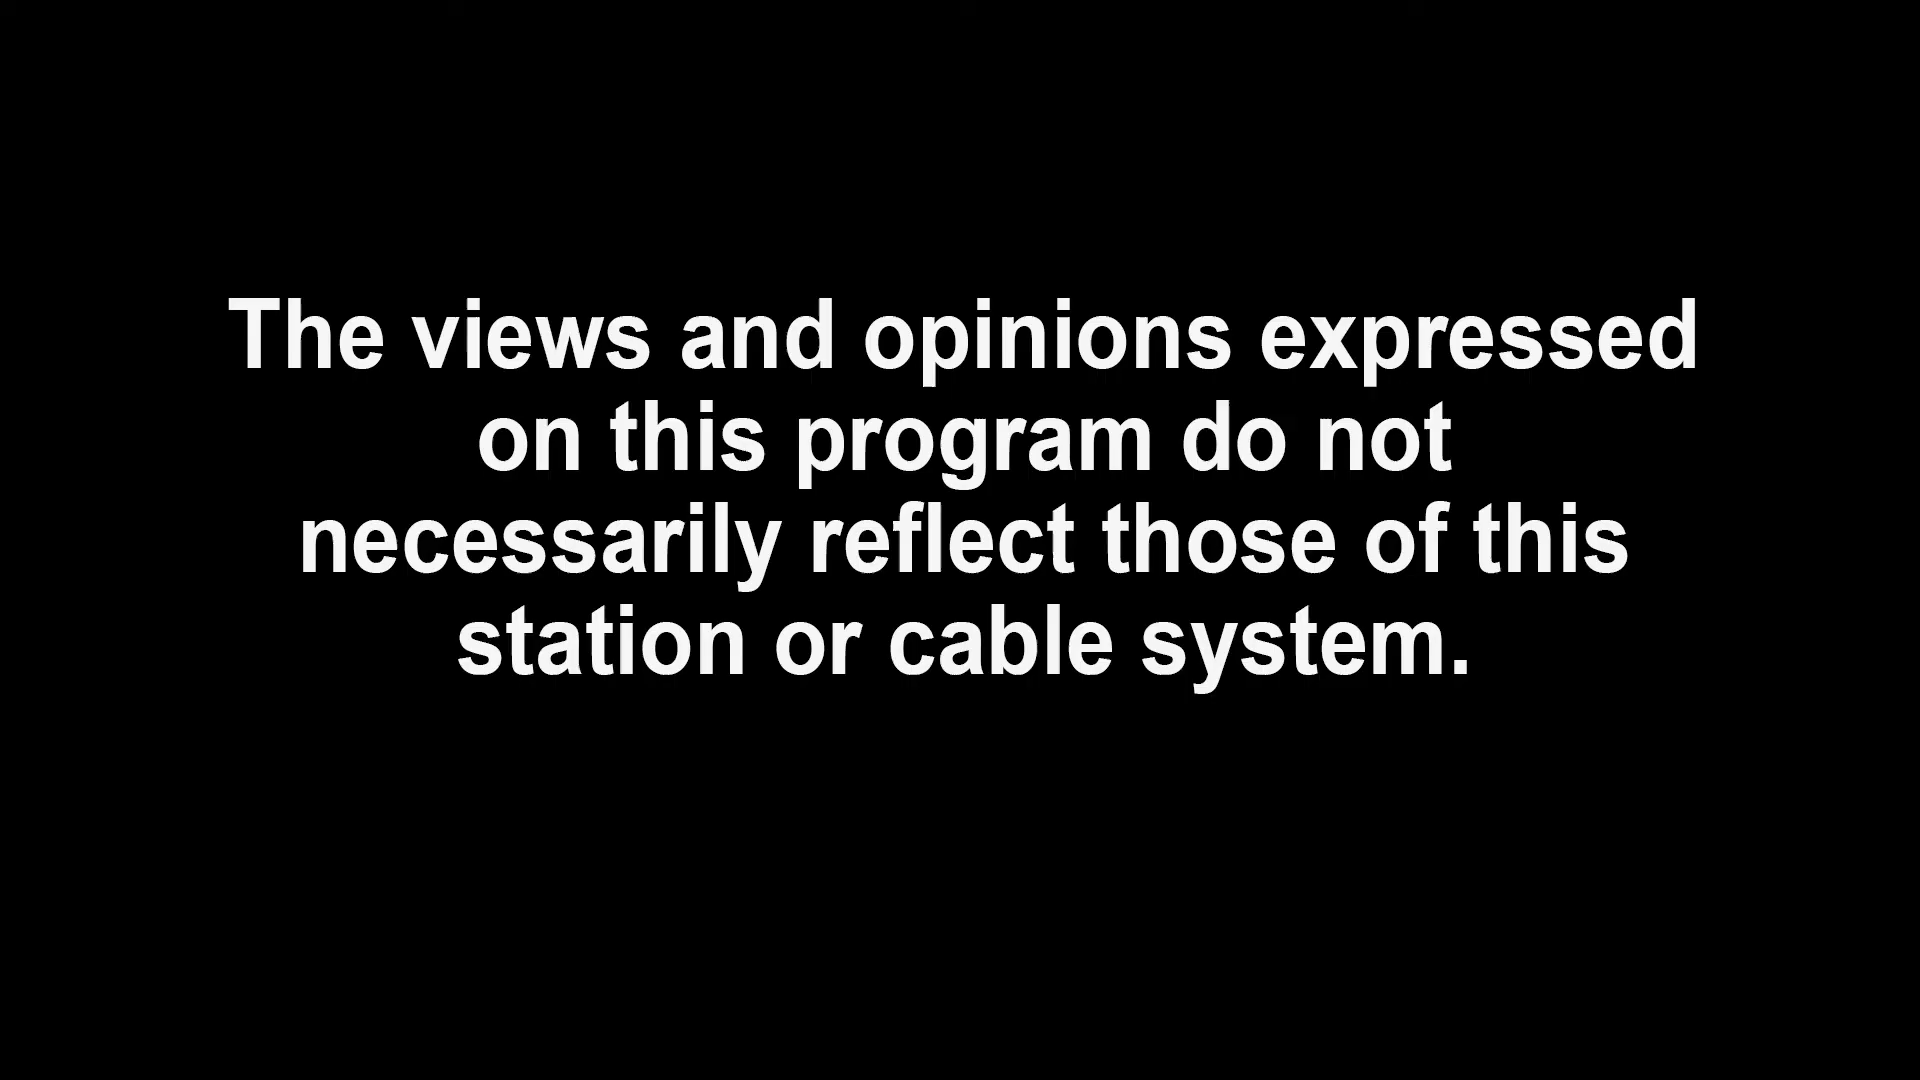 The views and opinions expressed
on this program do not
necessarily reflect those of this
station or cable system.